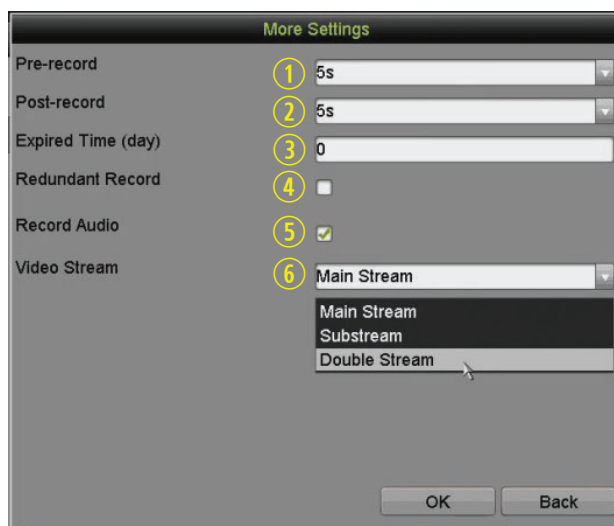 More Settings
Pre-record 1 5s
Post-record 2 5s
Expired Time (day) 3 0
Redundant Record 4
Record Audio 5
Video Stream 6 Main Stream
Main Stream
Substream
Double Stream
OK Back